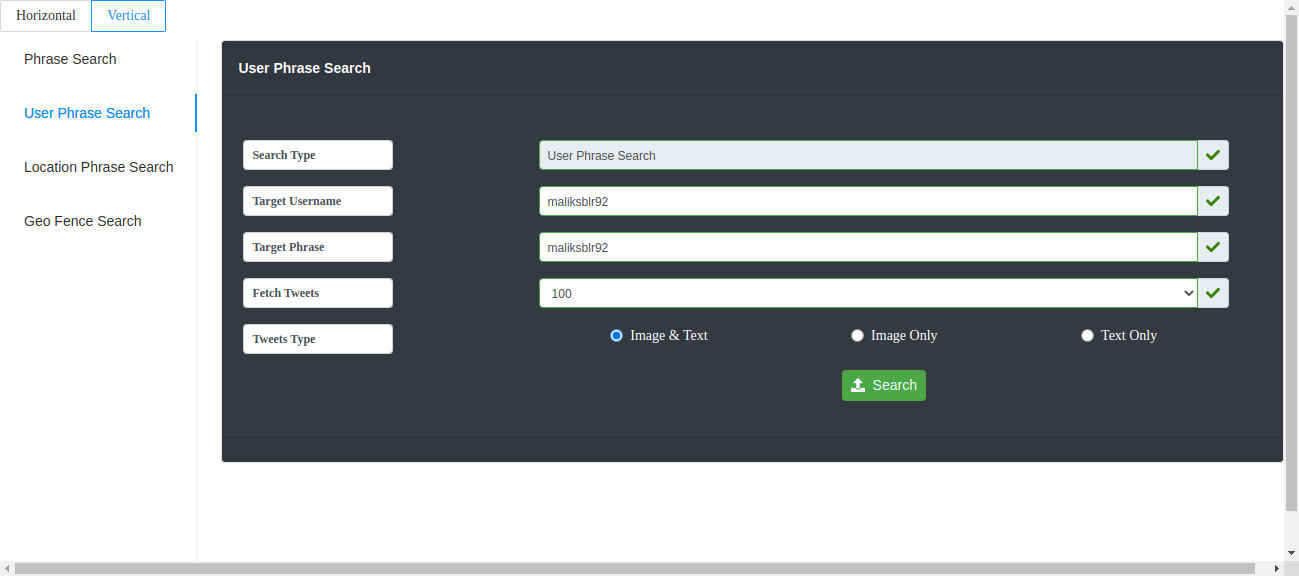 Horizontal Vertical
Phrase Search
User Phrase Search
Location Phrase Search
Geo Fence Search
User Phrase Search
Search Type User Phrase Search
Target Username maliksblr92
Target Phrase maliksblr92
Fetch Tweets 100
Tweets Type Image & Text Image Only Text Only
Search